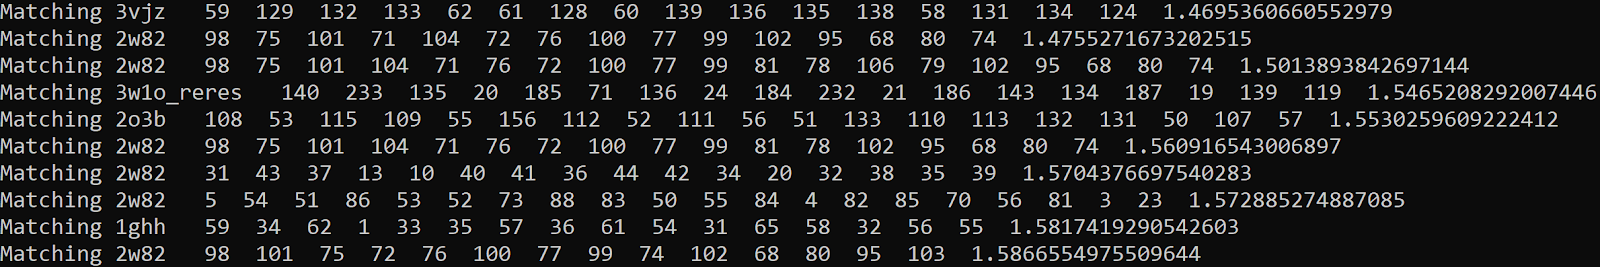 Matching 3vjz   59  129  132  133  62  61  128  60  139  136  135  138  58  131  134  124  1.4695360660552979
Matching 2w82   98  75  101  71  104  72  76  100  77  99  102  95  68  80  74  1.4755271673202515
Matching 2w82   98  75  101  104  71  76  72  100  77  99  81  78  106  79  102  95  68  80  74  1.5013893842697144
Matching 3w1o_reres   140  233  135  20  185  71  136  24  184  232  21  186  143  134  187  19  139  119  1.5465208292007446
Matching 2o3b   108  53  115  109  55  156  112  52  111  56  51  133  110  113  132  131  50  107  57  1.5530259609222412
Matching 2w82   98  75  101  104  71  76  72  100  77  99  81  78  102  95  68  80  74  1.560916543006897
Matching 2w82   31  43  37  13  10  40  41  36  44  42  34  20  32  38  35  39  1.5704376697540283
Matching 2w82   5  54  51  86  53  52  73  88  83  50  55  84  4  82  85  70  56  81  3  23  1.572885274887085
Matching 1ghh   59  34  62  1  33  35  57  36  61  54  31  65  58  32  56  55  1.5817419290542603
Matching 2w82   98  101  75  72  76  100  77  99  74  102  68  80  95  103  1.5866554975509644